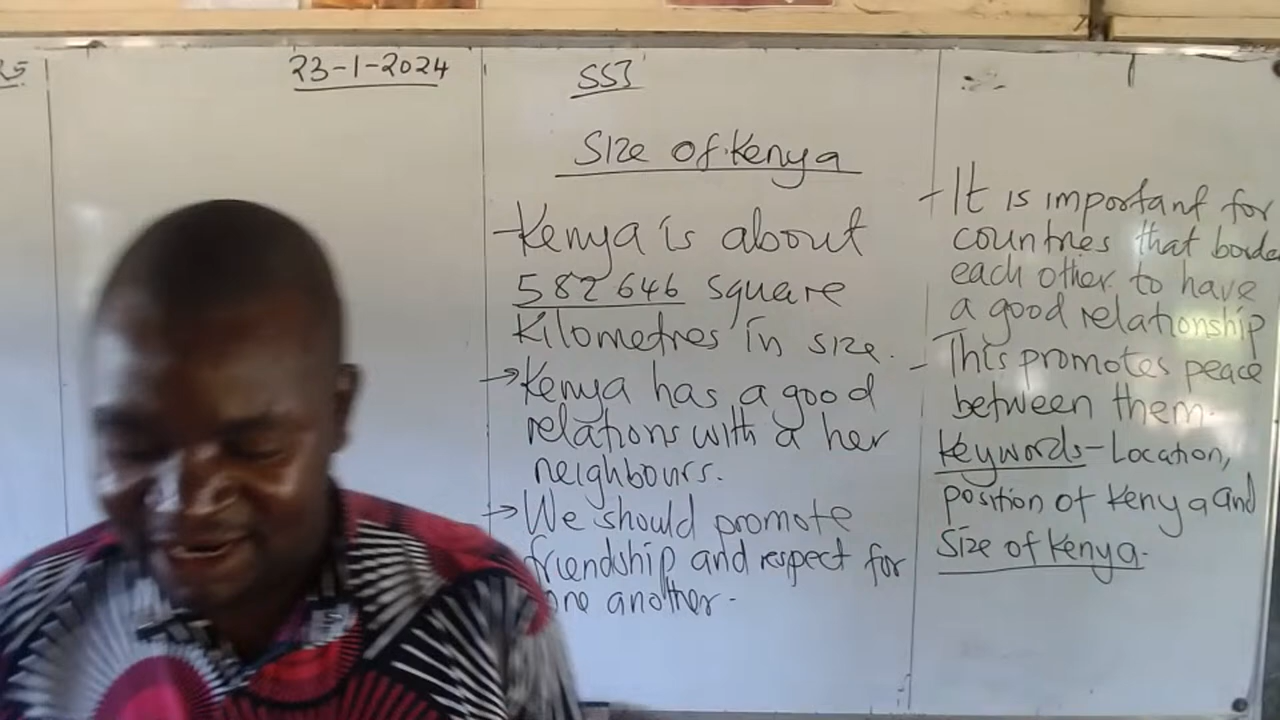 23-1-2024
SST
Size of Kenya
- Kenya is about
582 646 square
Kilometres in size.
→ Kenya has a good
relations with a her
neighbours.
→ We should promote
friendship and respect for
one another.
- It is important for
countries that borde
each other to have
a good relationship
- This promotes peace
between them.
Keywords - Location,
position of Kenya and
Size of Kenya.